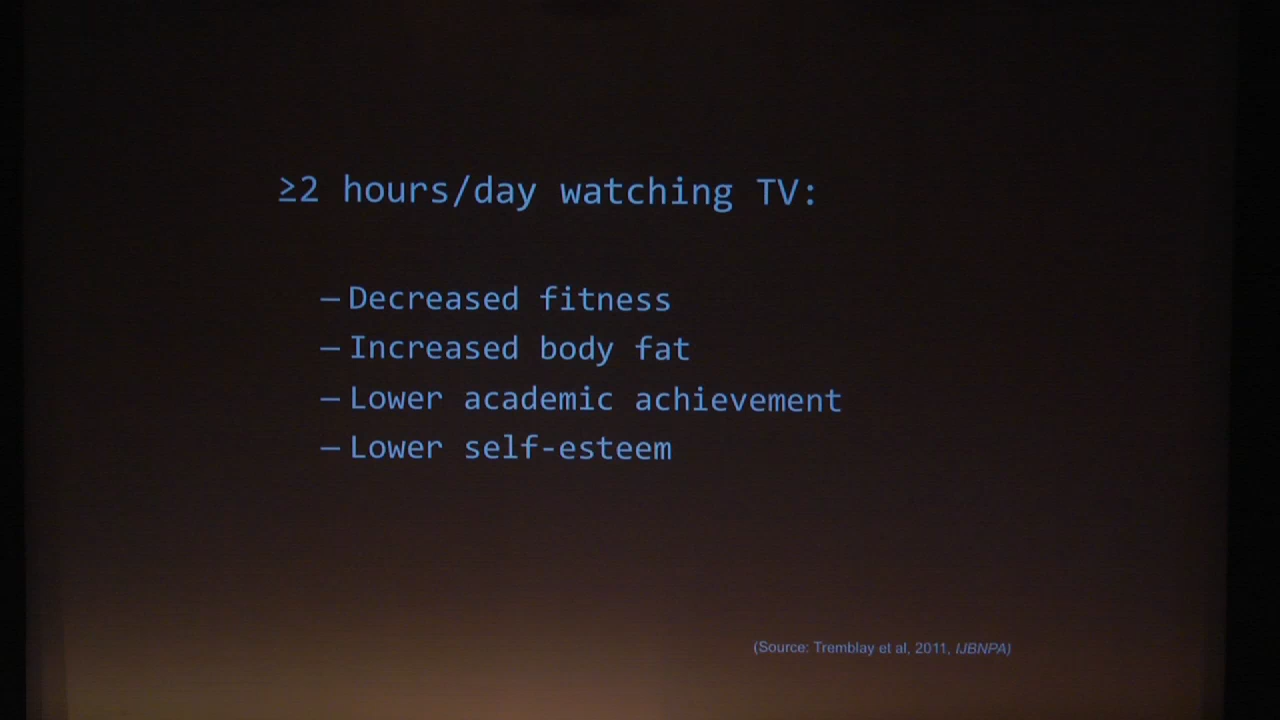 ≥2 hours/day watching TV:
– Decreased fitness
– Increased body fat
– Lower academic achievement
– Lower self-esteem
(Source: Tremblay et al, 2011, IJBNPA)